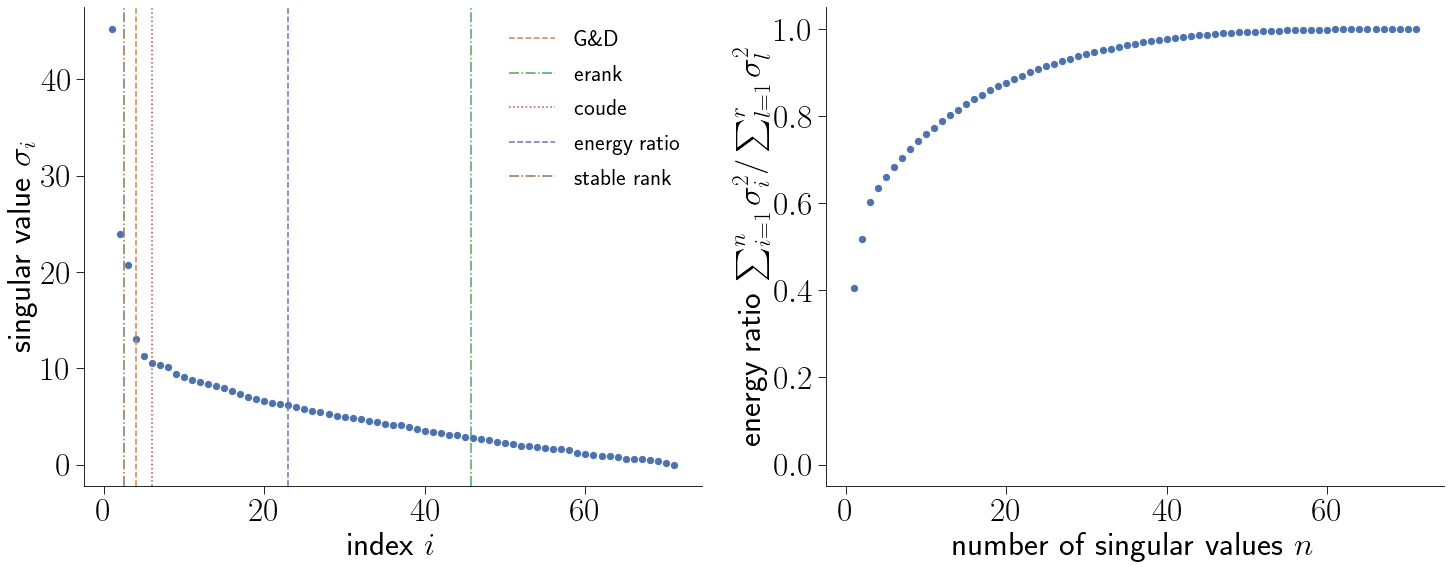 singular value σ_i
40
30
20
10
0
0 20 40 60
index i
G&D
erank
coude
energy ratio
stable rank
energy ratio ∑_{i=1}^{n} σ_i^2 / ∑_{l=1}^{r} σ_l^2
1.0
0.8
0.6
0.4
0.2
0.0
0 20 40 60
number of singular values n